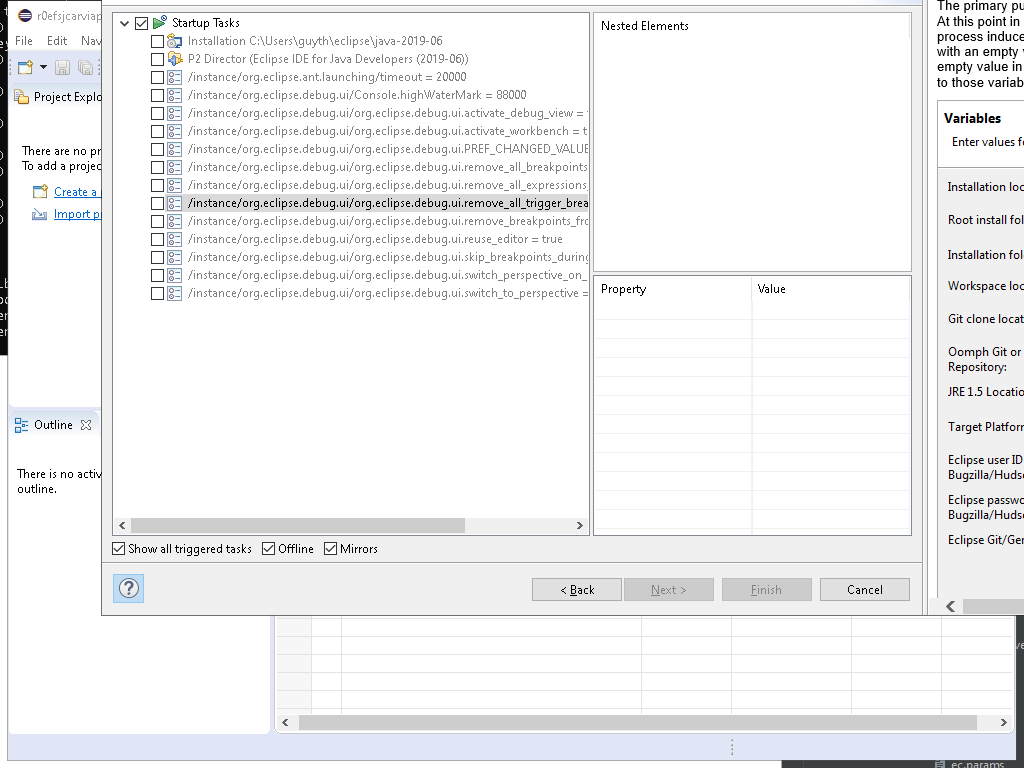 r0efsjcarviap
File Edit Nav
Project Explo
There are no pr
To add a projec
Create a
Import p
Outline
There is no activ
outline.
Startup Tasks
Installation C:\Users\guyth\eclipse\java-2019-06
P2 Director (Eclipse IDE for Java Developers (2019-06))
/instance/org.eclipse.ant.launching/timeout = 20000
/instance/org.eclipse.debug.ui/Console.highWaterMark = 88000
/instance/org.eclipse.debug.ui/org.eclipse.debug.ui.activate_debug_view =
/instance/org.eclipse.debug.ui/org.eclipse.debug.ui.activate_workbench = t
/instance/org.eclipse.debug.ui/org.eclipse.debug.ui.PREF_CHANGED_VALUE
/instance/org.eclipse.debug.ui/org.eclipse.debug.ui.remove_all_breakpoints
/instance/org.eclipse.debug.ui/org.eclipse.debug.ui.remove_all_expressions_
/instance/org.eclipse.debug.ui/org.eclipse.debug.ui.remove_all_trigger_brea
/instance/org.eclipse.debug.ui/org.eclipse.debug.ui.remove_breakpoints_fro
/instance/org.eclipse.debug.ui/org.eclipse.debug.ui.reuse_editor = true
/instance/org.eclipse.debug.ui/org.eclipse.debug.ui.skip_breakpoints_during
/instance/org.eclipse.debug.ui/org.eclipse.debug.ui.switch_perspective_on_
/instance/org.eclipse.debug.ui/org.eclipse.debug.ui.switch_to_perspective =
Show all triggered tasks Offline Mirrors
Nested Elements
Property Value
? < Back Next > Finish Cancel
The primary pu
At this point in
process induce
with an empty
empty value in
to those variab
Variables
Enter values fo
Installation loc
Root install fol
Installation fol
Workspace loc
Git clone locat
Oomph Git or
Repository:
JRE 1.5 Locatio
Target Platforr
Eclipse user ID
Bugzilla/Hudso
Eclipse passwo
Bugzilla/Hudso
Eclipse Git/Ger
ec.params